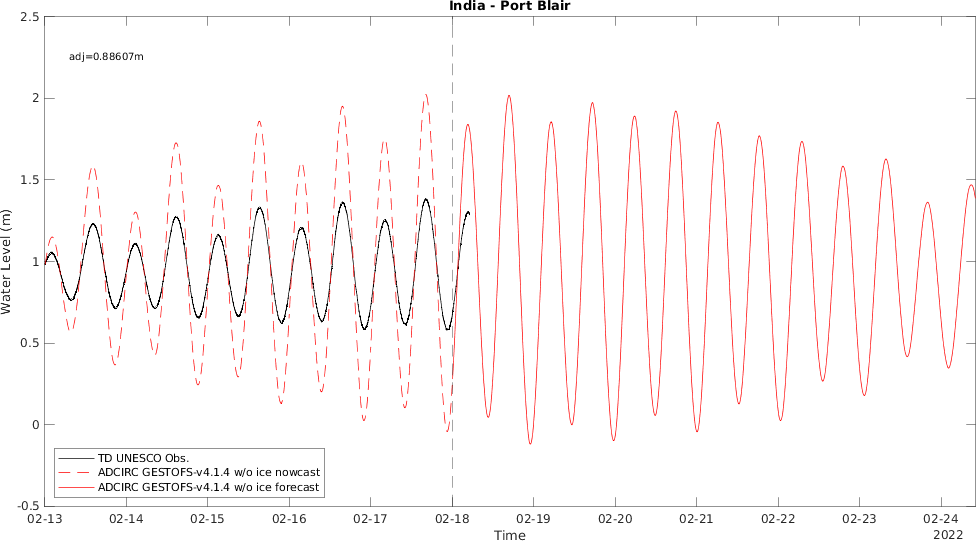 India - Port Blair
adj=0.88607m
2.5
2
1.5
1
0.5
0
-0.5
Water Level (m)
TD UNESCO Obs.
ADCIRC GESTOFS-v4.1.4 w/o ice nowcast
ADCIRC GESTOFS-v4.1.4 w/o ice forecast
02-13 02-14 02-15 02-16 02-17 02-18 02-19 02-20 02-21 02-22 02-23 02-24
Time
2022